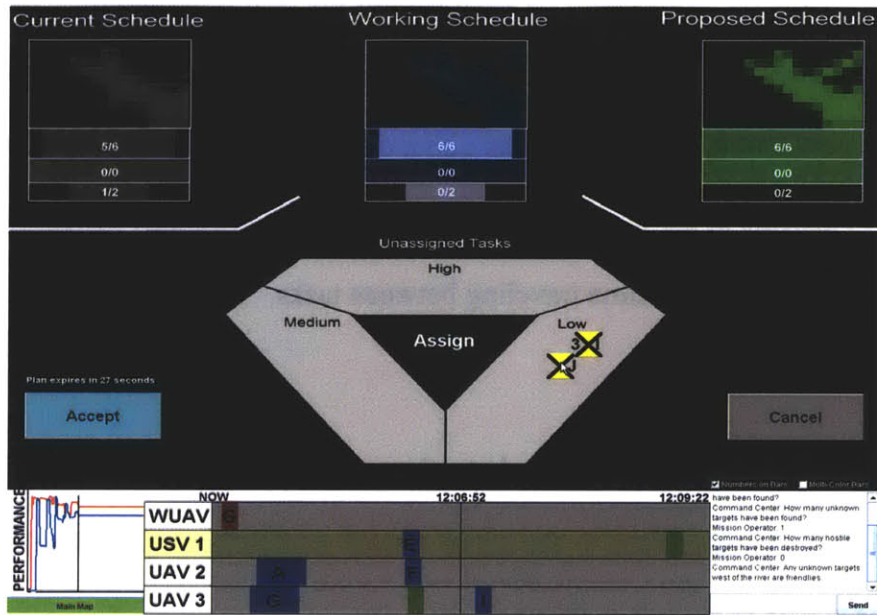 Current Schedule
Working Schedule
Proposed Schedule
5/6
6/6
6/6
0/0
0/0
0/0
1/2
0/2
0/2
Unassigned Tasks
High
Medium
Low
Assign
Plan expires in 27 seconds
Accept
Cancel
Numbers on Bars
Multi-Color Bars
NOW
12:06:52
12:09:22
PERFORMANCE
WUAV
USV 1
UAV 2
UAV 3
have been found?
Command Center: How many unknown
targets have been found?
Mission Operator: 1
Command Center: How many hostile
targets have been destroyed?
Mission Operator: 0
Command Center: Any unknown targets
west of the river are friendlies
Main Map
Send